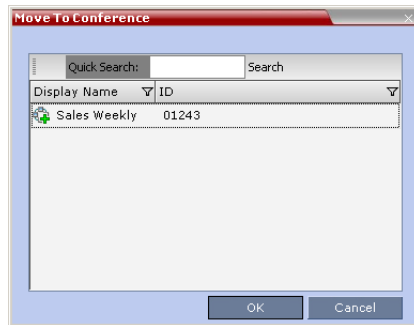 Move To Conference
Quick Search: Search
Display Name ID
Sales Weekly 01243
OK Cancel